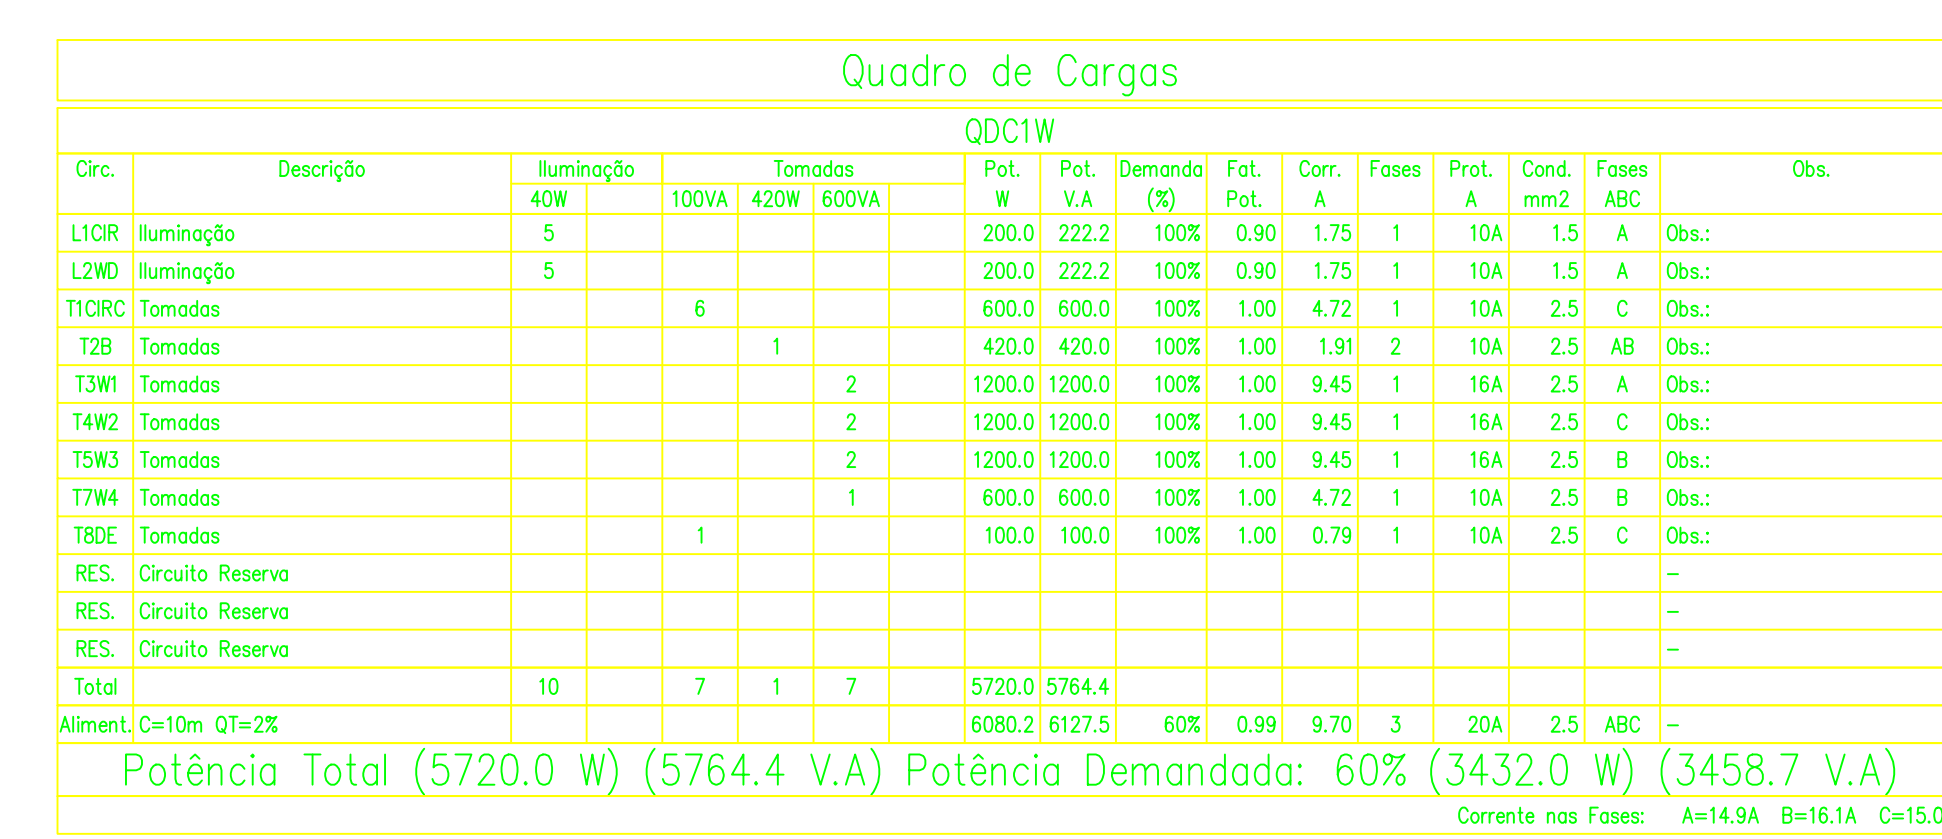 Quadro de Cargas
QDC1W
Circ. Descrição Iluminação Tomadas Pot. Pot. Demanda Fat. Corr. Fases Prot. Cond. Fases Obs.
40W 100VA 420W 600VA W V.A (%) Pot. A A mm2 ABC
L1CIR Iluminação 5 200.0 222.2 100% 0.90 1.75 1 10A 1.5 A Obs.:
L2WD Iluminação 5 200.0 222.2 100% 0.90 1.75 1 10A 1.5 A Obs.:
T1CIRC Tomadas 6 600.0 600.0 100% 1.00 4.72 1 10A 2.5 C Obs.:
T2B Tomadas 1 420.0 420.0 100% 1.00 1.91 2 10A 2.5 AB Obs.:
T3W1 Tomadas 2 1200.0 1200.0 100% 1.00 9.45 1 16A 2.5 A Obs.:
T4W2 Tomadas 2 1200.0 1200.0 100% 1.00 9.45 1 16A 2.5 C Obs.:
T5W3 Tomadas 2 1200.0 1200.0 100% 1.00 9.45 1 16A 2.5 B Obs.:
T7W4 Tomadas 1 600.0 600.0 100% 1.00 4.72 1 10A 2.5 B Obs.:
T8DE Tomadas 1 100.0 100.0 100% 1.00 0.79 1 10A 2.5 C Obs.:
RES. Circuito Reserva –
RES. Circuito Reserva –
RES. Circuito Reserva –
Total 10 7 1 7 5720.0 5764.4
Aliment. C=10m QT=2% 6080.2 6127.5 60% 0.99 9.70 3 20A 2.5 ABC –
Potência Total (5720.0 W) (5764.4 V.A) Potência Demandada: 60% (3432.0 W) (3458.7 V.A)
Corrente nas Fases: A=14.9A B=16.1A C=15.0